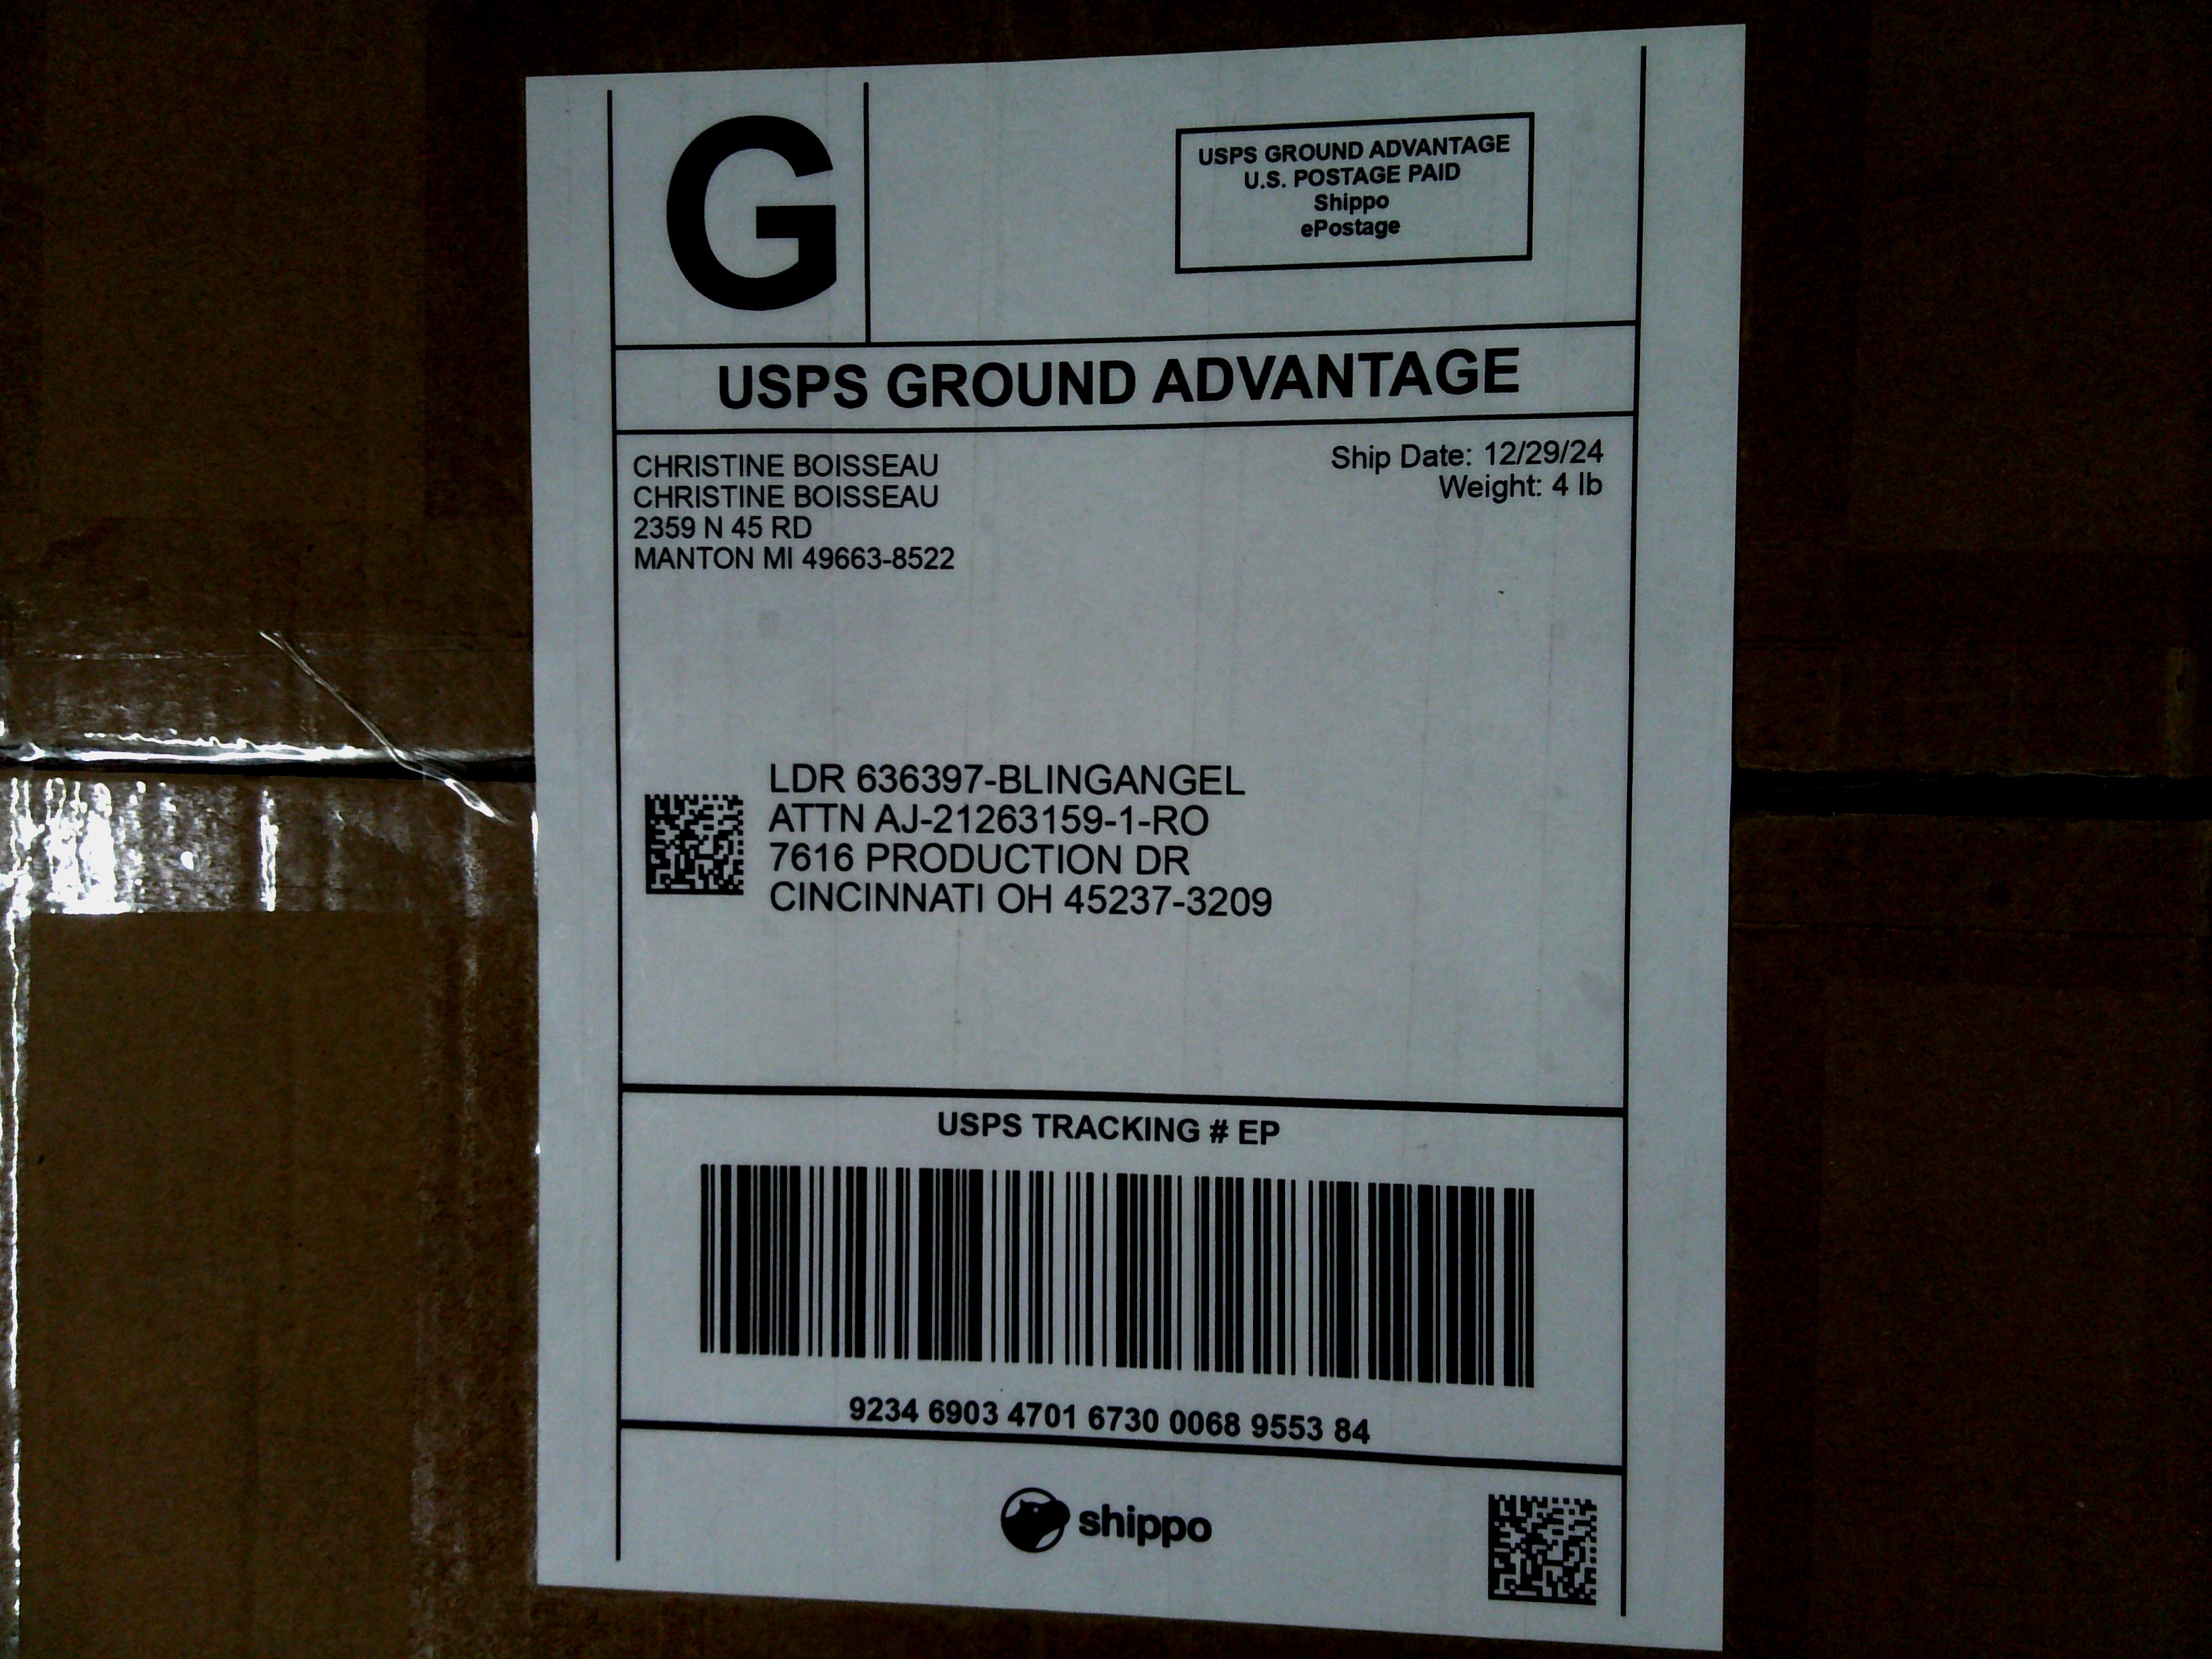 G
USPS GROUND ADVANTAGE
U.S. POSTAGE PAID
Shippo
ePostage
USPS GROUND ADVANTAGE
CHRISTINE BOISSEAU
CHRISTINE BOISSEAU
2359 N 45 RD
MANTON MI 49663-8522
Ship Date: 12/29/24
Weight: 4 lb
LDR 636397-BLINGANGEL
ATTN AJ-21263159-1-RO
7616 PRODUCTION DR
CINCINNATI OH 45237-3209
USPS TRACKING # EP
9234 6903 4701 6730 0068 9553 84
shippo